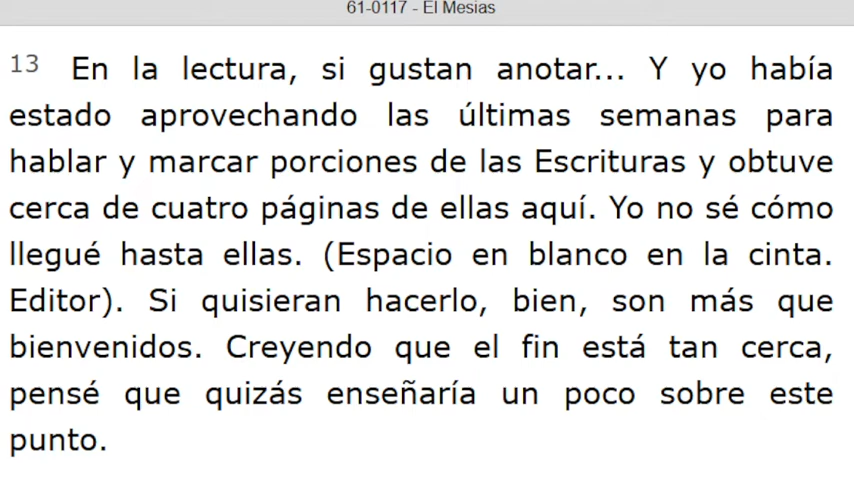 61-0117 - El Mesias
13 En la lectura, si gustan anotar... Y yo había
estado aprovechando las últimas semanas para
hablar y marcar porciones de las Escrituras y obtuve
cerca de cuatro páginas de ellas aquí. Yo no sé cómo
llegué hasta ellas. (Espacio en blanco en la cinta.
Editor). Si quisieran hacerlo, bien, son más que
bienvenidos. Creyendo que el fin está tan cerca,
pensé que quizás enseñaría un poco sobre este
punto.